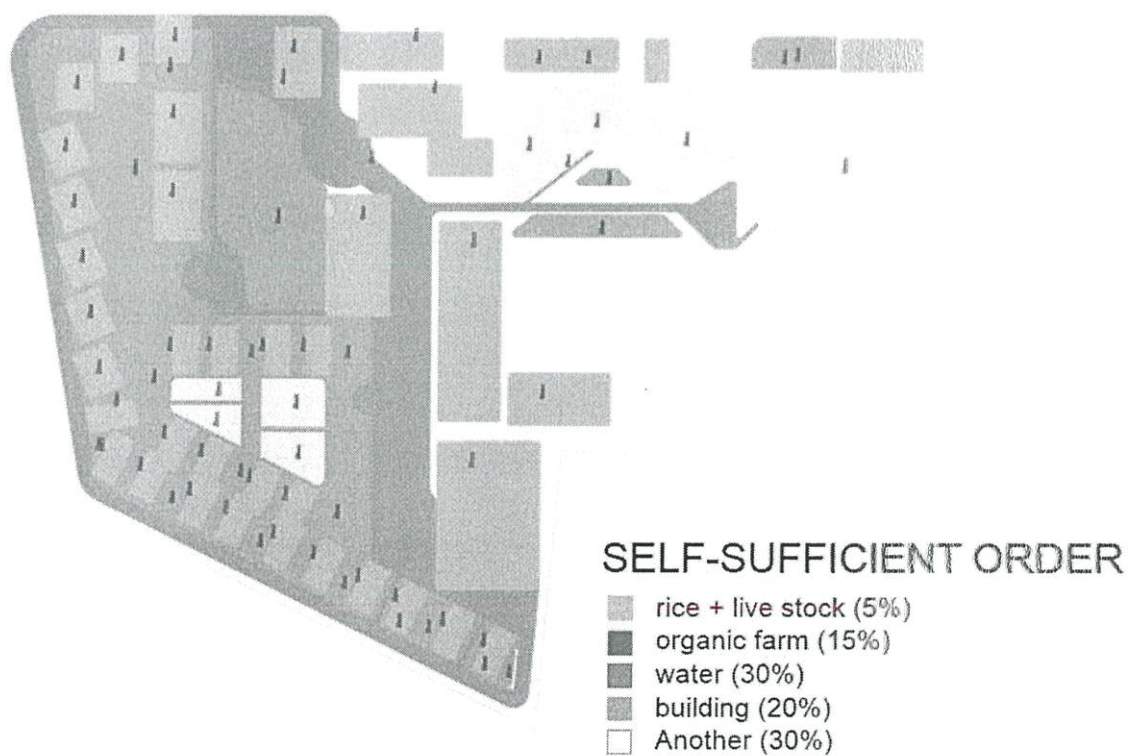 SELF-SUFFICIENT ORDER
rice + live stock (5%)
organic farm (15%)
water (30%)
building (20%)
Another (30%)